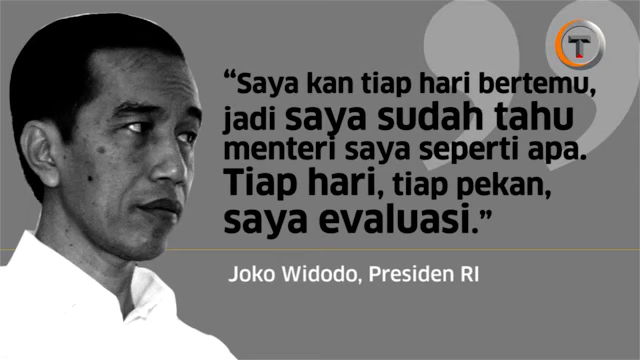 “Saya kan tiap hari bertemu,
jadi saya sudah tahu
menteri saya seperti apa.
Tiap hari, tiap pekan,
saya evaluasi.”
Joko Widodo, Presiden RI
T